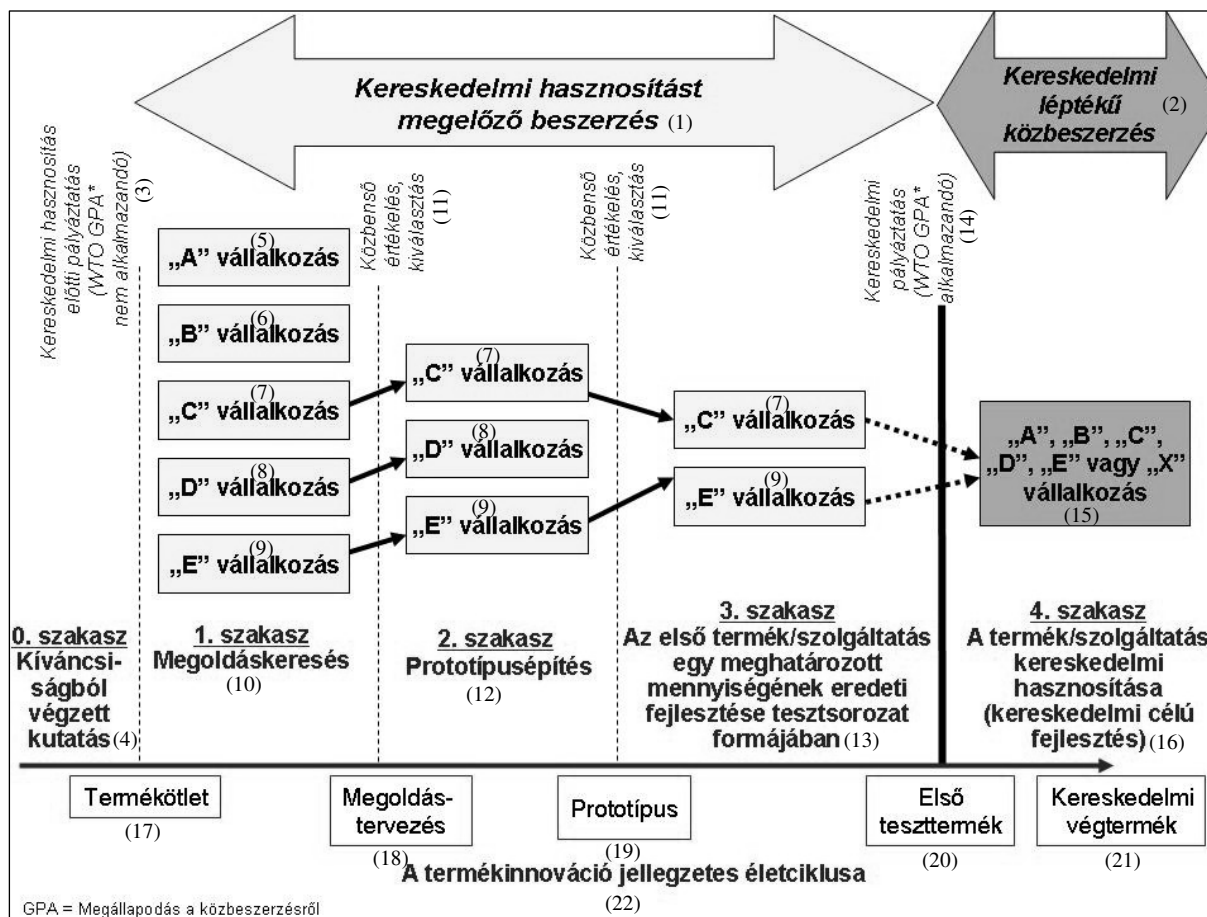 Kereskedelmi hasznosítást
megelőző beszerzés (1)
Kereskedelmi
léptékű (2)
közbeszerzés
Kereskedelmi hasznosítás
előtti pályáztatás
(WTO GPA*
nem alkalmazandó)
(3)
Közbenső
értékelés,
kiválasztás
(11)
Közbenső
értékelés,
kiválasztás
(11)
Kereskedelmi
pályáztatás
(WTO GPA*
alkalmazandó)
(14)
(5)
„A” vállalkozás
(6)
„B” vállalkozás
(7)
„C” vállalkozás
(8)
„D” vállalkozás
(9)
„E” vállalkozás
(7)
„C” vállalkozás
(8)
„D” vállalkozás
(9)
„E” vállalkozás
(7)
„C” vállalkozás
(9)
„E” vállalkozás
„A”, „B”, „C”,
„D”, „E” vagy „X”
vállalkozás
(15)
0. szakasz
Kíváncsi-
ságból
végzett
kutatás (4)
1. szakasz
Megoldáskeresés
(10)
2. szakasz
Prototípusépítés
(12)
3. szakasz
Az első termék/szolgáltatás
egy meghatározott
mennyiségének eredeti
fejlesztése tesztsorozat
formájában (13)
4. szakasz
A termék/szolgáltatás
kereskedelmi
hasznosítása
(kereskedelmi célú
fejlesztés) (16)
Termékötlet
(17)
Megoldás-
tervezés
(18)
Prototípus
(19)
Első
teszttermék
(20)
Kereskedelmi
végtermék
(21)
A termékinnováció jellegzetes életciklusa
(22)
GPA = Megállapodás a közbeszerzésről